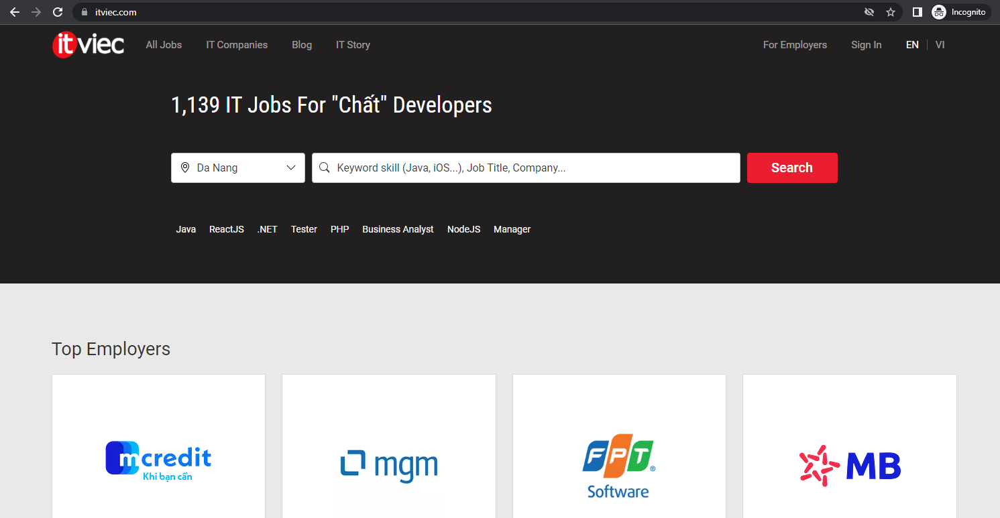 itviec.com
Incognito
itviec
All Jobs IT Companies Blog IT Story
For Employers Sign In EN VI
1,139 IT Jobs For "Chất" Developers
Da Nang
Keyword skill (Java, iOS...), Job Title, Company...
Search
Java ReactJS .NET Tester PHP Business Analyst NodeJS Manager
Top Employers
mcredit
Khi bạn cần
mgm
FPT®
Software
MB